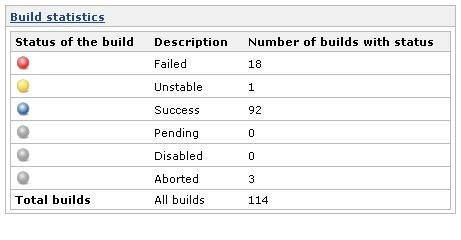 Build statistics
Status of the build Description Number of builds with status
Failed 18
Unstable 1
Success 92
Pending 0
Disabled 0
Aborted 3
Total builds All builds 114